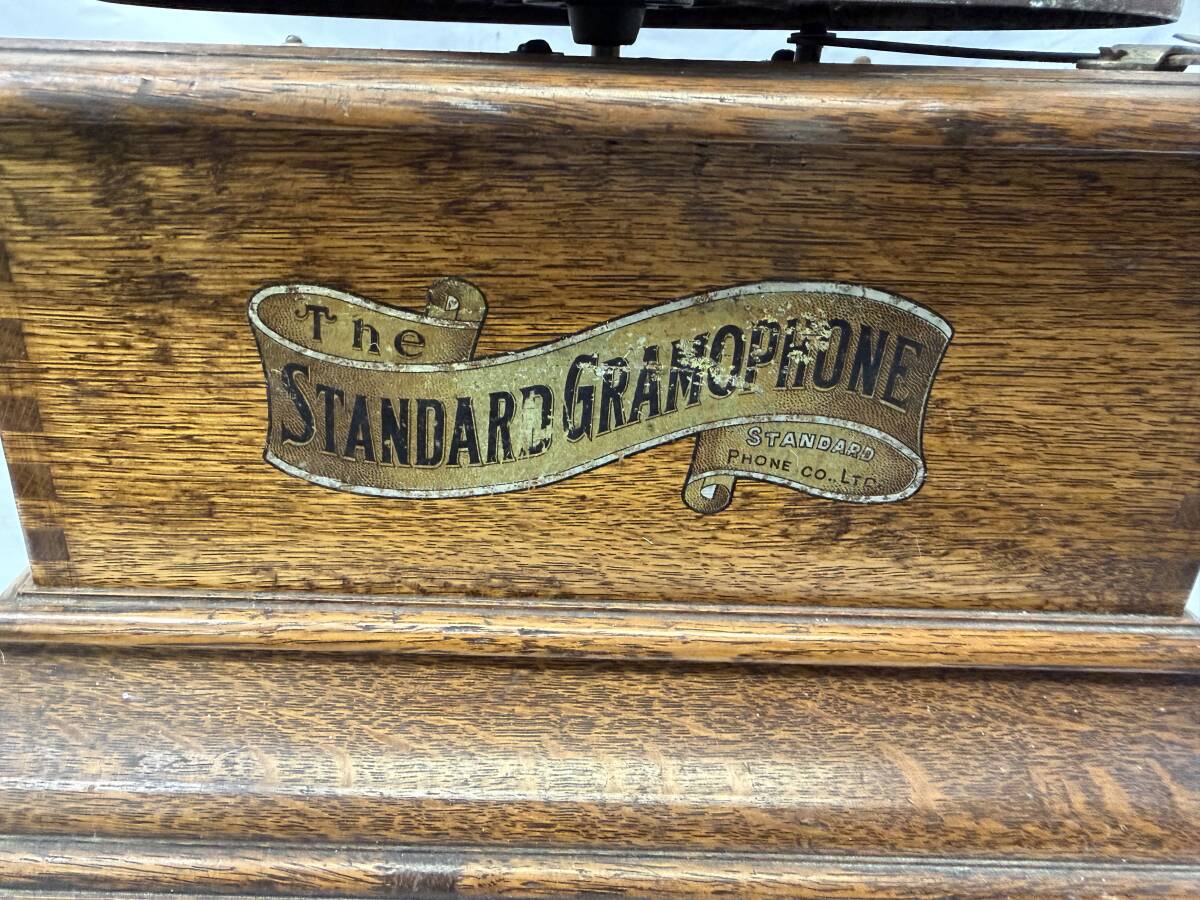 The
STANDARD GRAMOPHONE
STANDARD
PHONE CO., LTD.